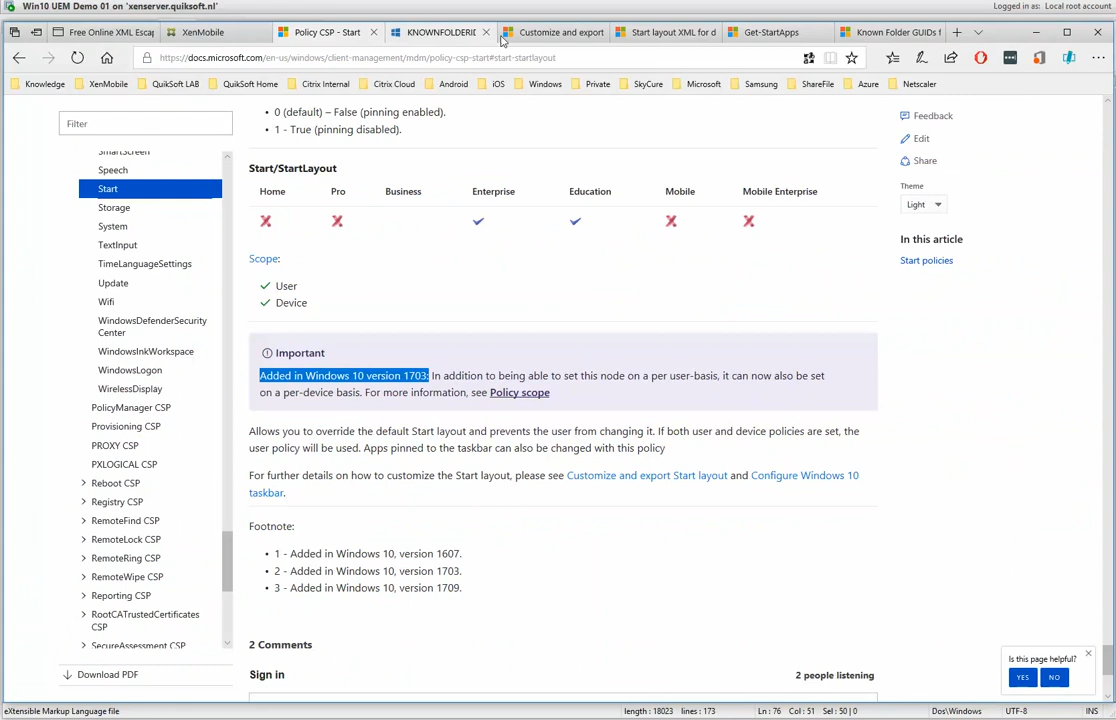 Win10 UEM Demo 01 on 'xenserver.quiksoft.nl'
Logged in as: Local root account
Free Online XML Escap
XenMobile
Policy CSP - Start
KNOWNFOLDERID
Customize and export
Start layout XML for d
Get-StartApps
Known Folder GUIDs f
https://docs.microsoft.com/en-us/windows/client-management/mdm/policy-csp-start#start-startlayout
Knowledge
XenMobile
QuikSoft LAB
QuikSoft Home
Citrix Internal
Citrix Cloud
Android
iOS
Windows
Private
SkyCure
Microsoft
Samsung
ShareFile
Azure
Netscaler
Filter
SmartScreen
Speech
Start
Storage
System
TextInput
TimeLanguageSettings
Update
Wifi
WindowsDefenderSecurity
Center
WindowsInkWorkspace
WindowsLogon
WirelessDisplay
PolicyManager CSP
Provisioning CSP
PROXY CSP
PXLOGICAL CSP
Reboot CSP
Registry CSP
RemoteFind CSP
RemoteLock CSP
RemoteRing CSP
RemoteWipe CSP
Reporting CSP
RootCATrustedCertificates
CSP
SecureAssessment CSP
Download PDF
• 0 (default) – False (pinning enabled).
• 1 - True (pinning disabled).
Start/StartLayout
Home Pro Business Enterprise Education Mobile Mobile Enterprise
Scope:
User
Device
Important
Added in Windows 10 version 1703: In addition to being able to set this node on a per user-basis, it can now also be set
on a per-device basis. For more information, see Policy scope
Allows you to override the default Start layout and prevents the user from changing it. If both user and device policies are set, the
user policy will be used. Apps pinned to the taskbar can also be changed with this policy
For further details on how to customize the Start layout, please see Customize and export Start layout and Configure Windows 10
taskbar.
Footnote:
• 1 - Added in Windows 10, version 1607.
• 2 - Added in Windows 10, version 1703.
• 3 - Added in Windows 10, version 1709.
2 Comments
Sign in
2 people listening
Feedback
Edit
Share
Theme
Light
In this article
Start policies
Is this page helpful?
YES
NO
eXtensible Markup Language file
length : 18023 lines : 173
Ln : 76 Col : 51 Sel : 50 | 0
Dos\Windows
UTF-8
INS